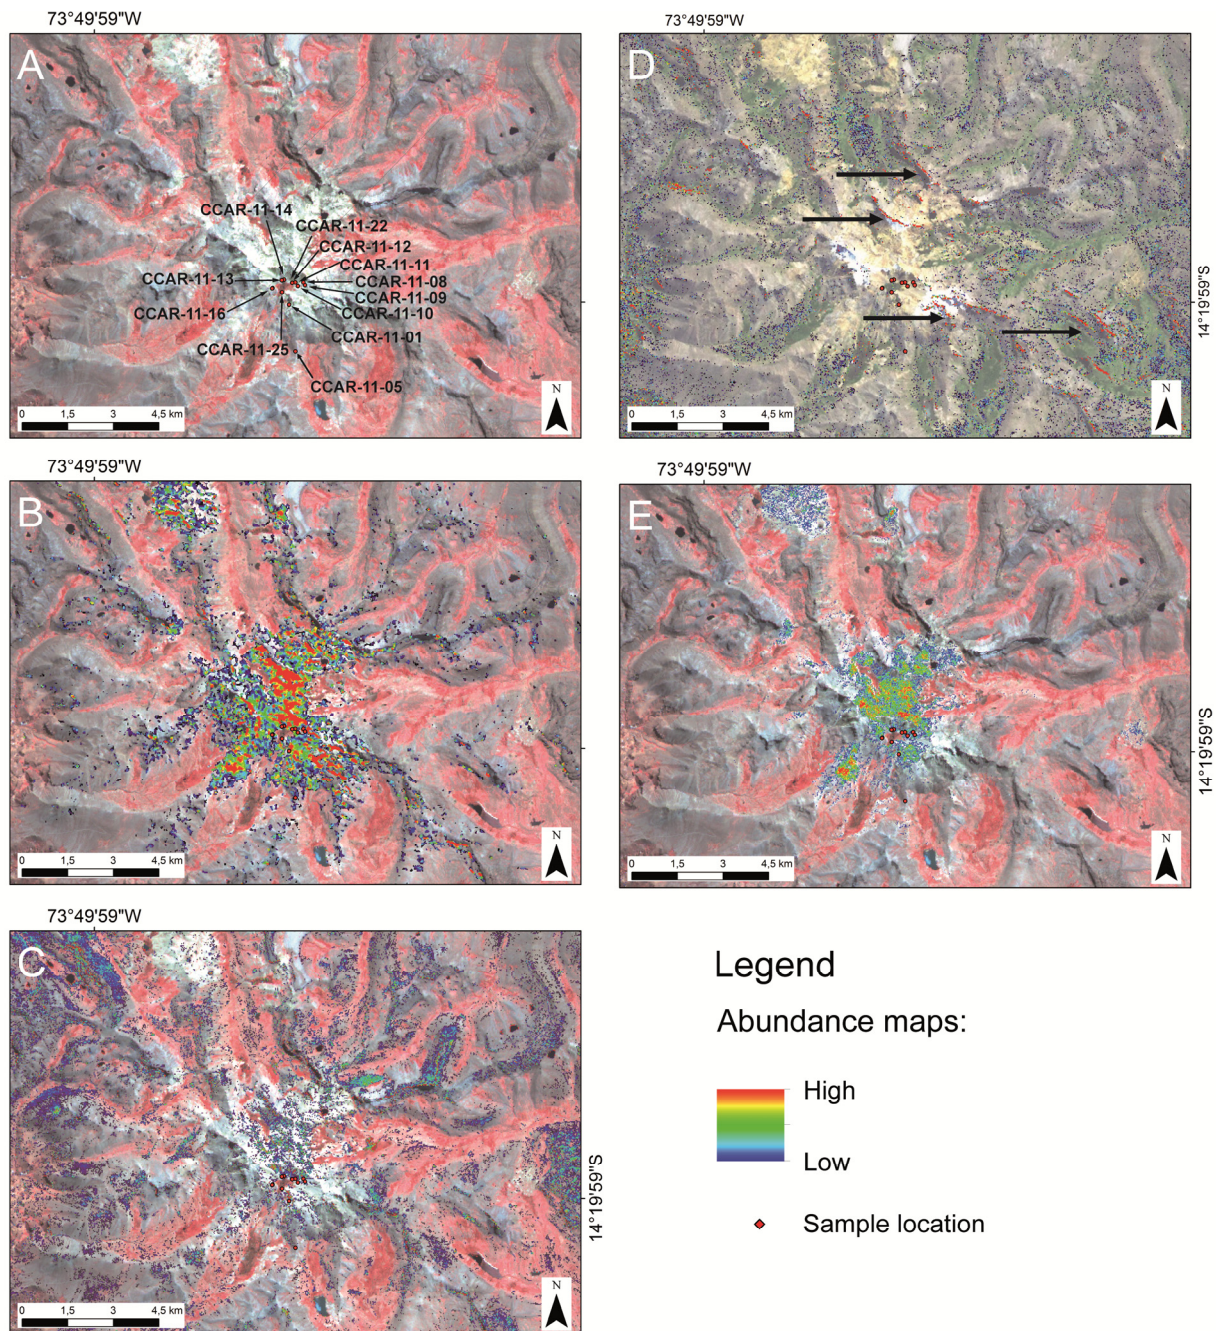 73°49'59"W
A
CCAR-11-14
CCAR-11-22
CCAR-11-12
CCAR-11-11
CCAR-11-13
CCAR-11-08
CCAR-11-09
CCAR-11-16
CCAR-11-10
CCAR-11-01
CCAR-11-25
CCAR-11-05
0 1,5 3 4,5 km
N
73°49'59"W
D
14°19'59"S
0 1,5 3 4,5 km
N
73°49'59"W
B
0 1,5 3 4,5 km
N
73°49'59"W
E
14°19'59"S
0 1,5 3 4,5 km
N
73°49'59"W
C
14°19'59"S
0 1,5 3 4,5 km
N
Legend
Abundance maps:
High
Low
Sample location